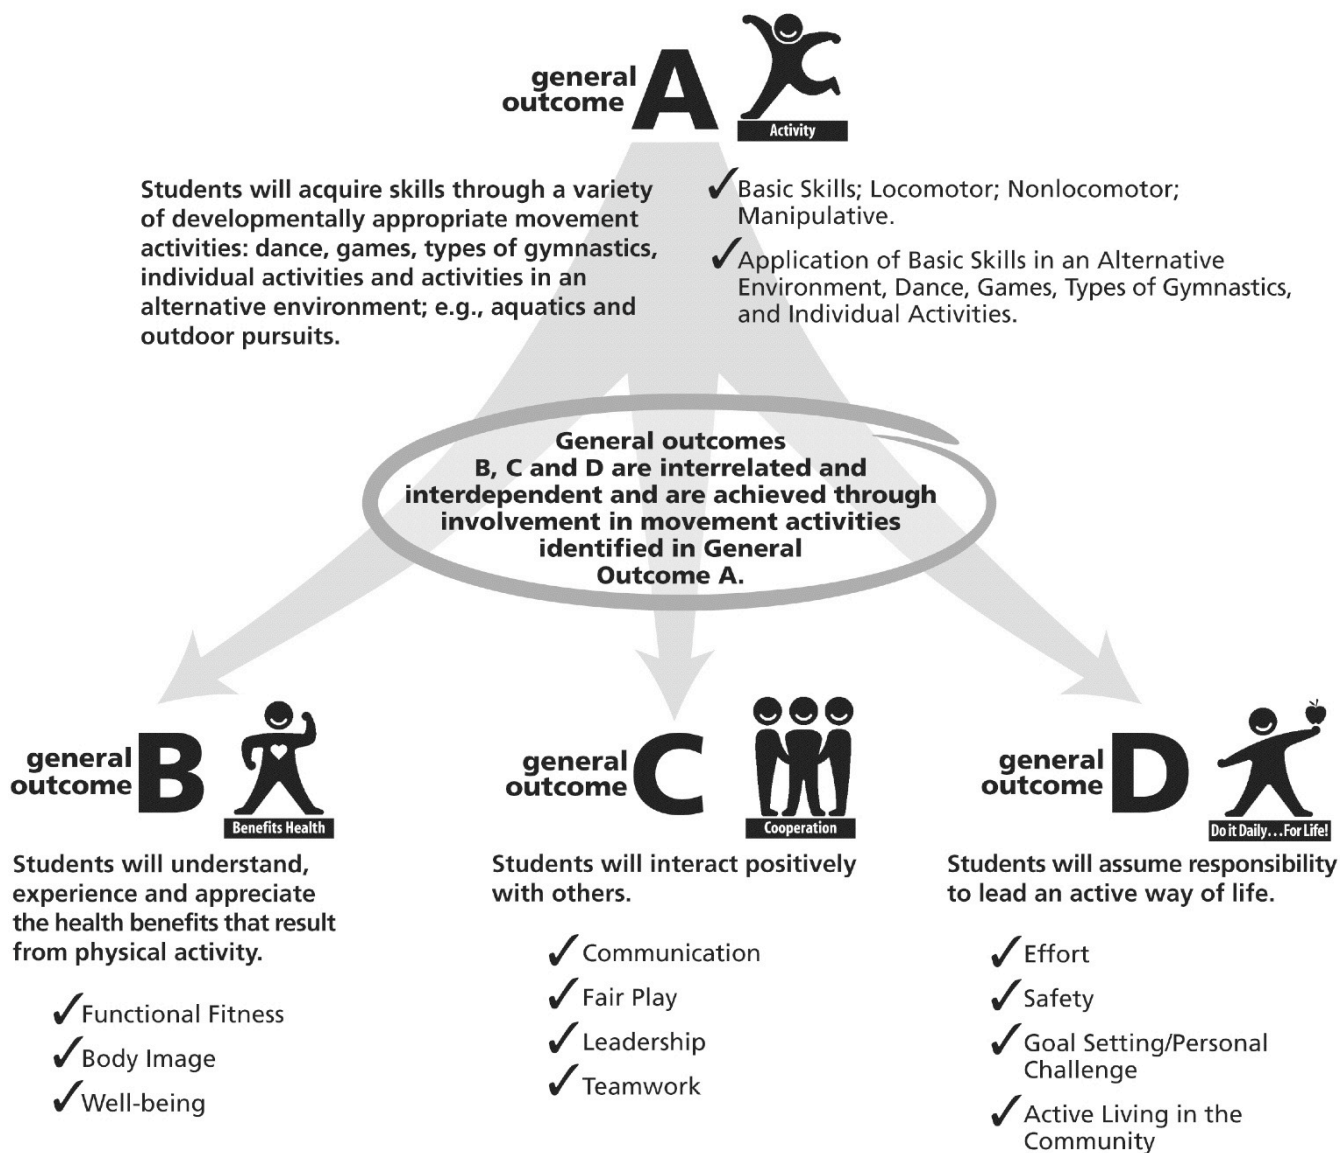 general
outcome A
Activity
Students will acquire skills through a variety
of developmentally appropriate movement
activities: dance, games, types of gymnastics,
individual activities and activities in an
alternative environment; e.g., aquatics and
outdoor pursuits.
✓ Basic Skills; Locomotor; Nonlocomotor;
Manipulative.
✓ Application of Basic Skills in an Alternative
Environment, Dance, Games, Types of Gymnastics,
and Individual Activities.
General outcomes
B, C and D are interrelated and
interdependent and are achieved through
involvement in movement activities
identified in General
Outcome A.
general
outcome B
Benefits Health
Students will understand,
experience and appreciate
the health benefits that result
from physical activity.
✓ Functional Fitness
✓ Body Image
✓ Well-being
general
outcome C
Cooperation
Students will interact positively
with others.
✓ Communication
✓ Fair Play
✓ Leadership
✓ Teamwork
general
outcome D
Do it Daily...For Life!
Students will assume responsibility
to lead an active way of life.
✓ Effort
✓ Safety
✓ Goal Setting/Personal
Challenge
✓ Active Living in the
Community